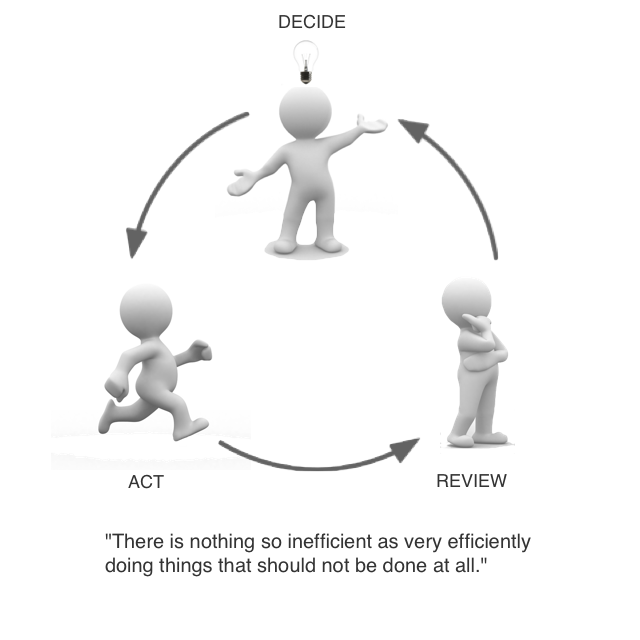 DECIDE
ACT
REVIEW
"There is nothing so inefficient as very efficiently
doing things that should not be done at all."